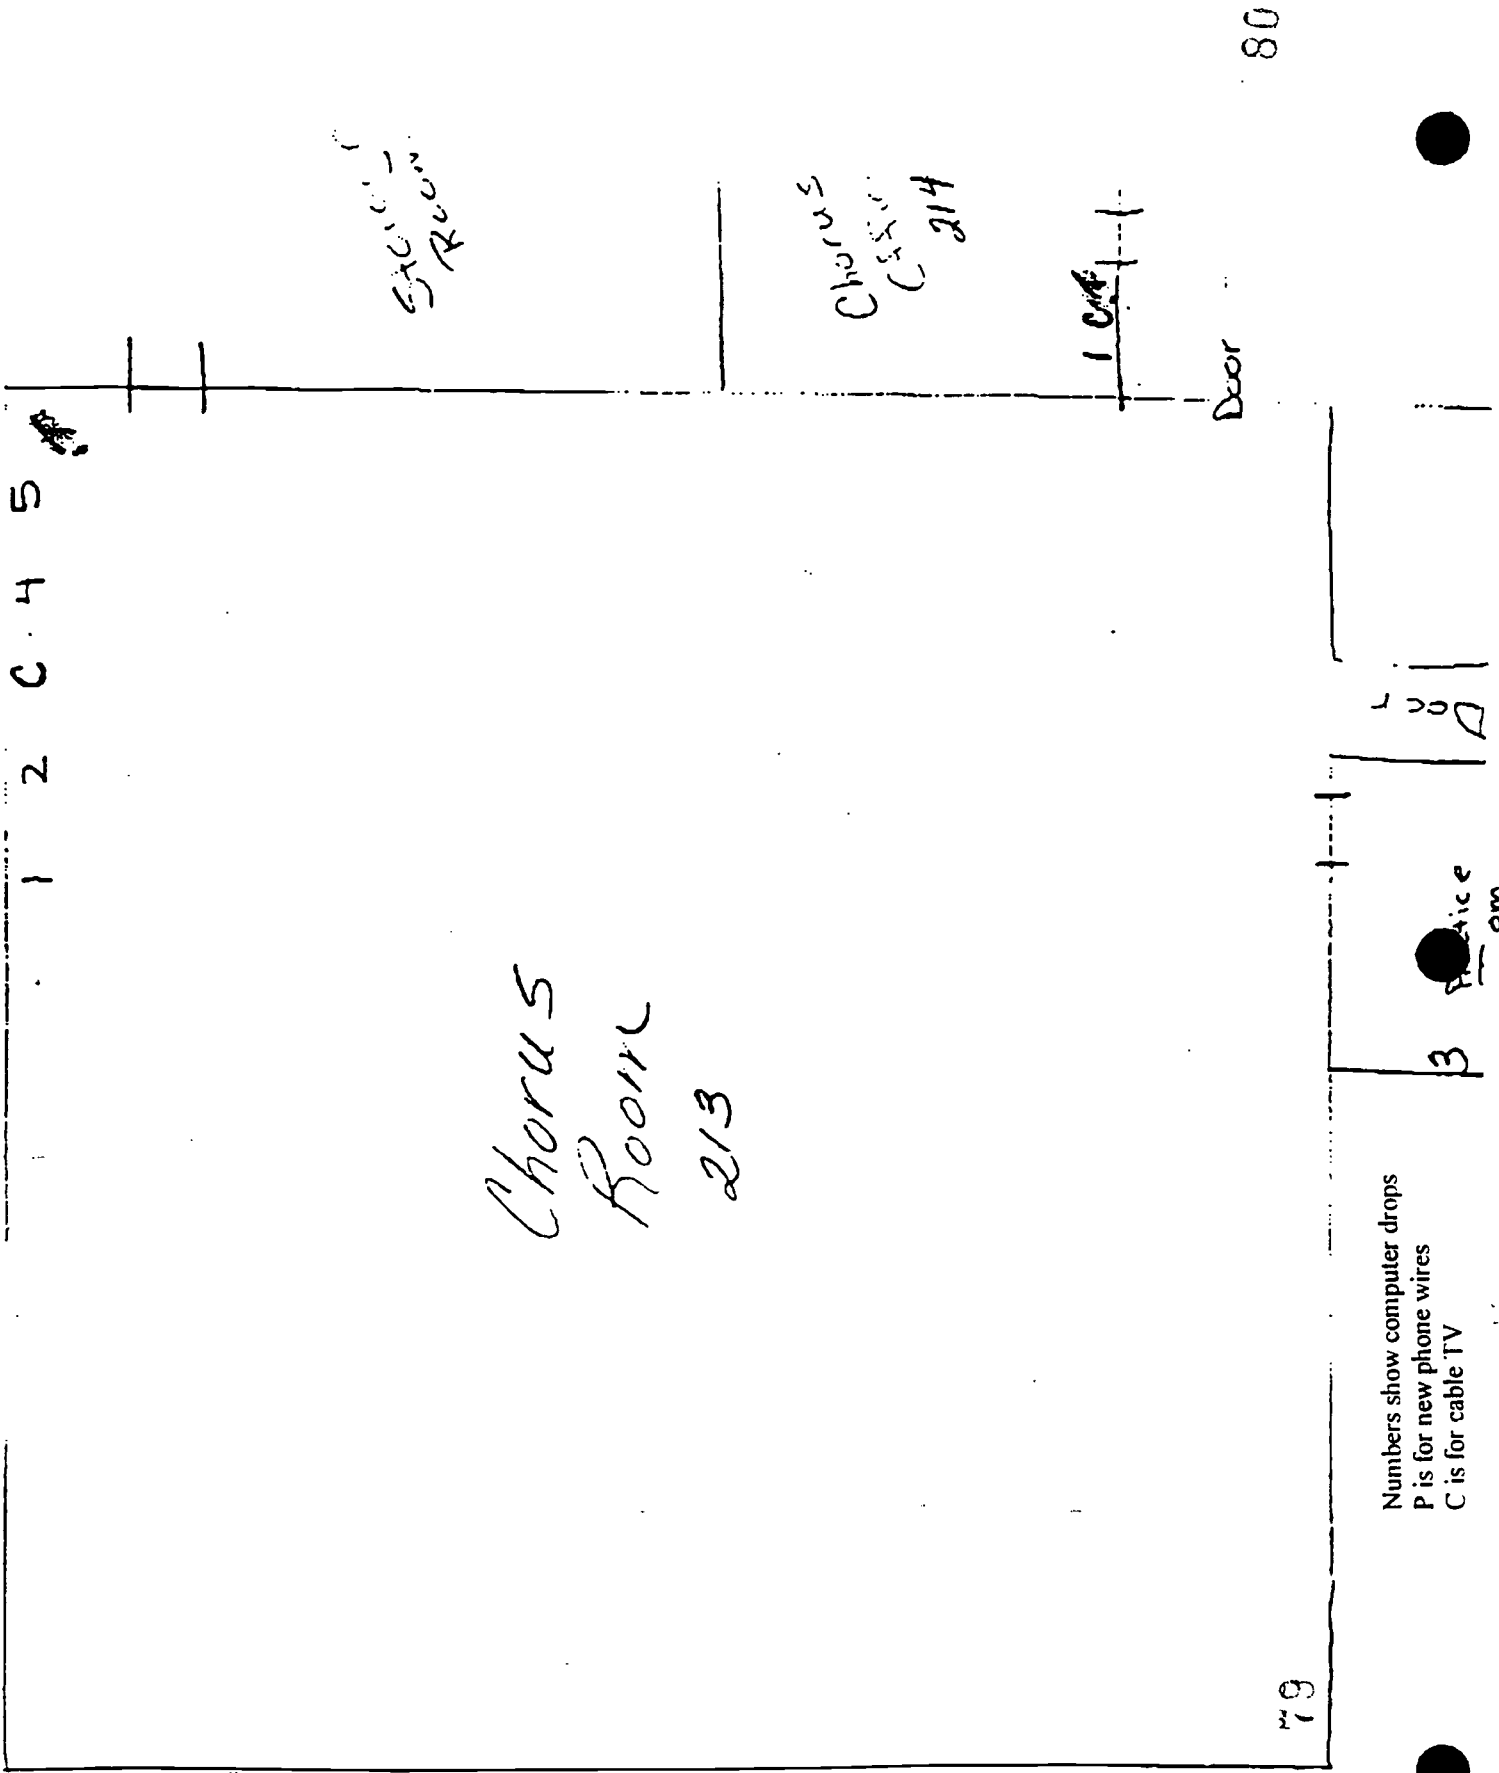 1 2 C 4 5
Room
Chorus
214
1
Door
80
Chorus
Room
213
79
3
Numbers show computer drops
P is for new phone wires
C is for cable TV